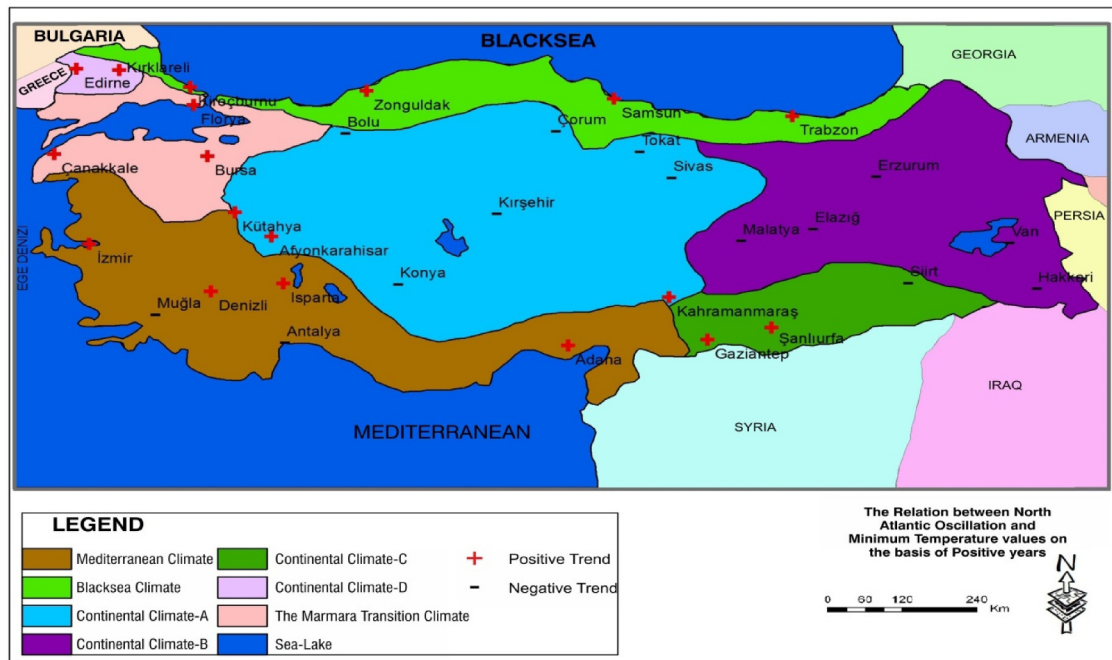 BULGARIA
BLACKSEA
GEORGIA
GREECE
Kırklareli
Edirne
Kireçburnu
Florya
Zonguldak
Samsun
Bolu
Çorum
Trabzon
ARMENIA
Tokat
Çanakkale
Bursa
Sivas
Erzurum
Kırşehir
PERSIA
Kütahya
Elazığ
Malatya
Van
EGE DENIZI
İzmir
Afyonkarahisar
Konya
Siirt
Hakkari
Isparta
Muğla
Denizli
Kahramanmaraş
Antalya
Şanlıurfa
Gaziantep
Adana
IRAQ
MEDITERRANEAN
SYRIA
LEGEND
Mediterranean Climate
Blacksea Climate
Continental Climate-A
Continental Climate-B
Continental Climate-C
Continental Climate-D
The Marmara Transition Climate
Sea-Lake
+ Positive Trend
- Negative Trend
The Relation between North
Atlantic Oscillation and
Minimum Temperature values on
the basis of Positive years
N
0 30 60 120 180 240
Km